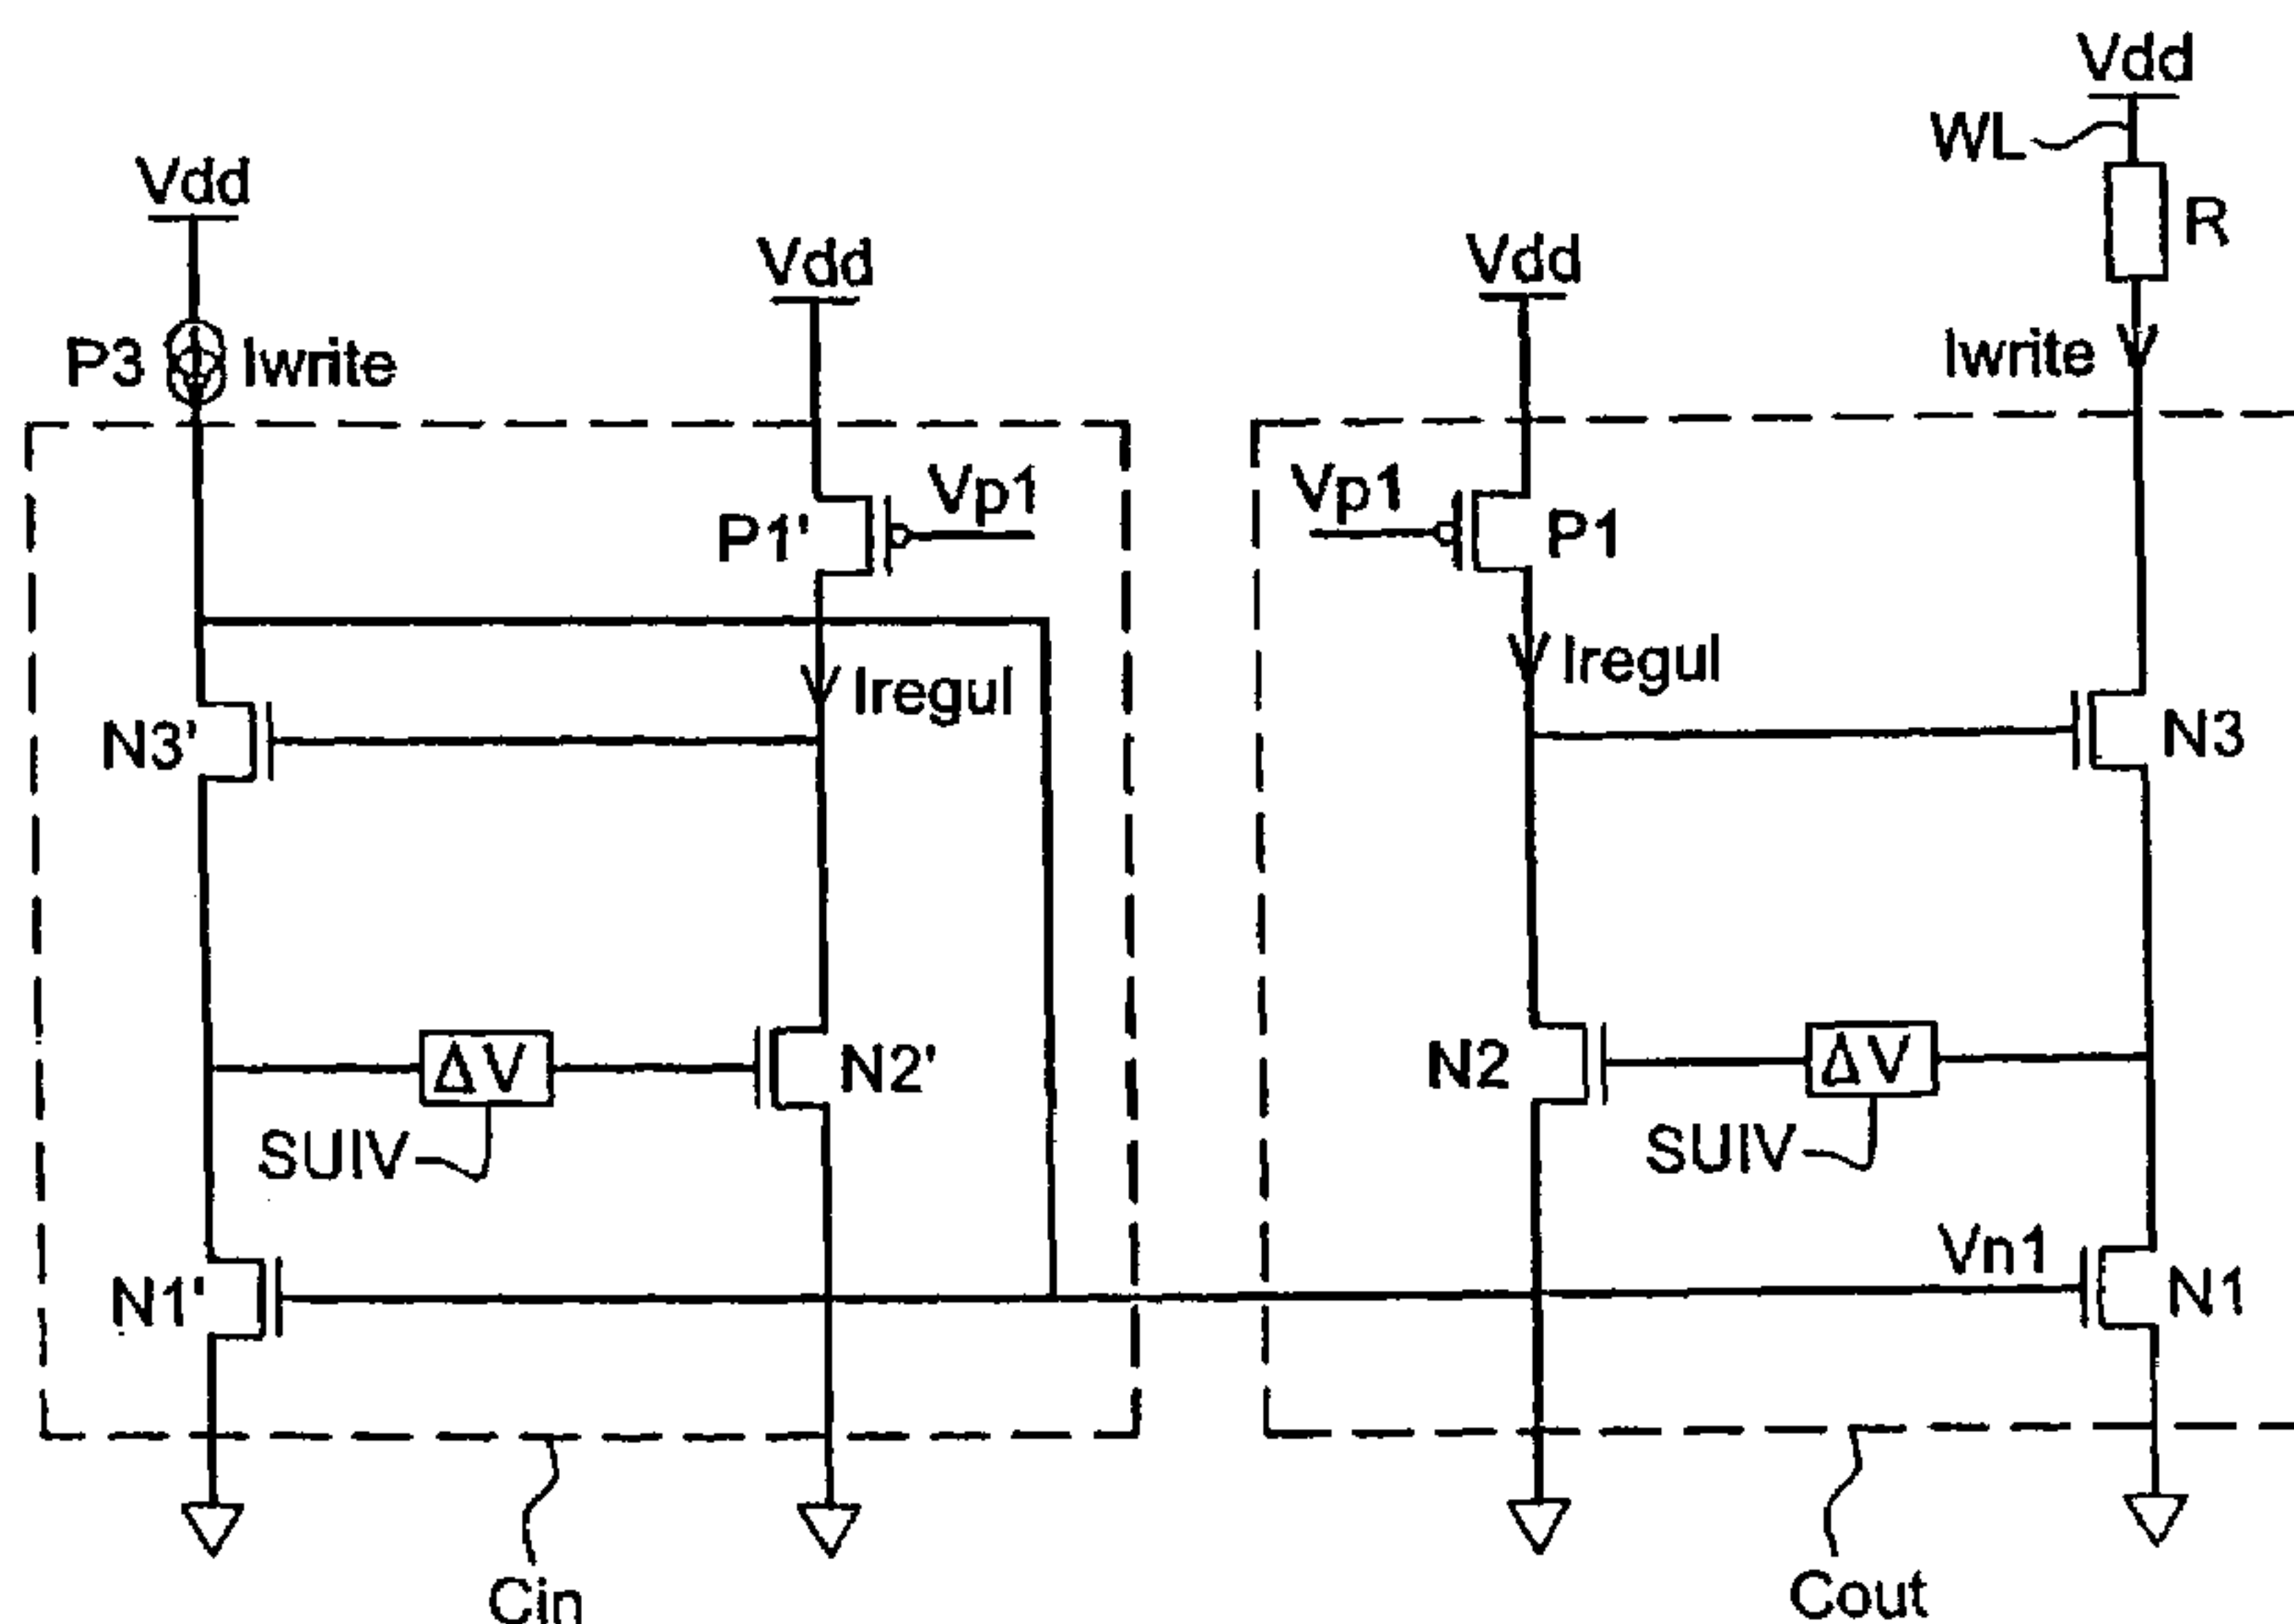 Vdd
WL
Vdd
R
Vdd
Vdd
P3 Iwrite
Iwrite
Vp1
Vp1
P1'
P1
Iregul
Iregul
N3'
N3
ΔV
N2'
N2
ΔV
SUIV
SUIV
Vn1
N1'
N1
Cin
Cout